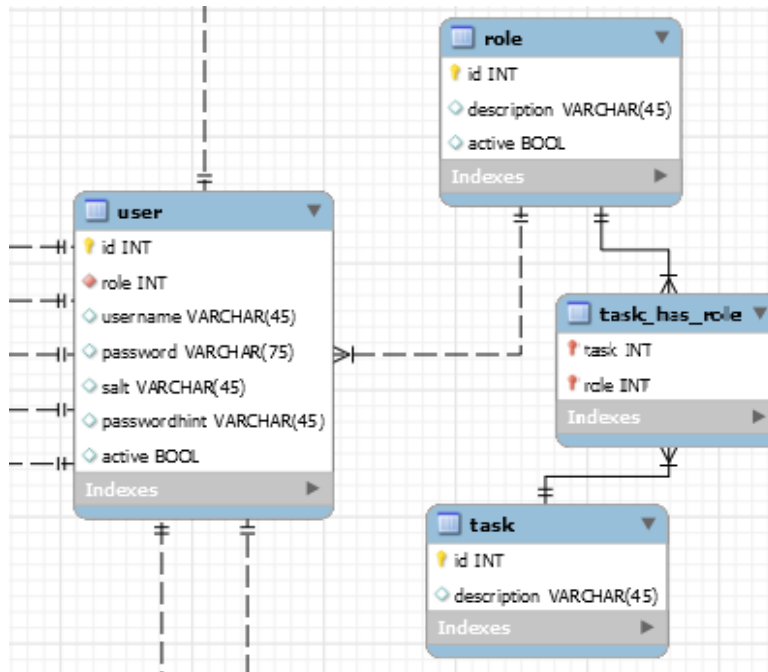 role
id INT
description VARCHAR(45)
active BOOL
Indexes
user
id INT
role INT
username VARCHAR(45)
password VARCHAR(75)
salt VARCHAR(45)
passwordhint VARCHAR(45)
active BOOL
Indexes
task_has_role
task INT
role INT
Indexes
task
id INT
description VARCHAR(45)
Indexes